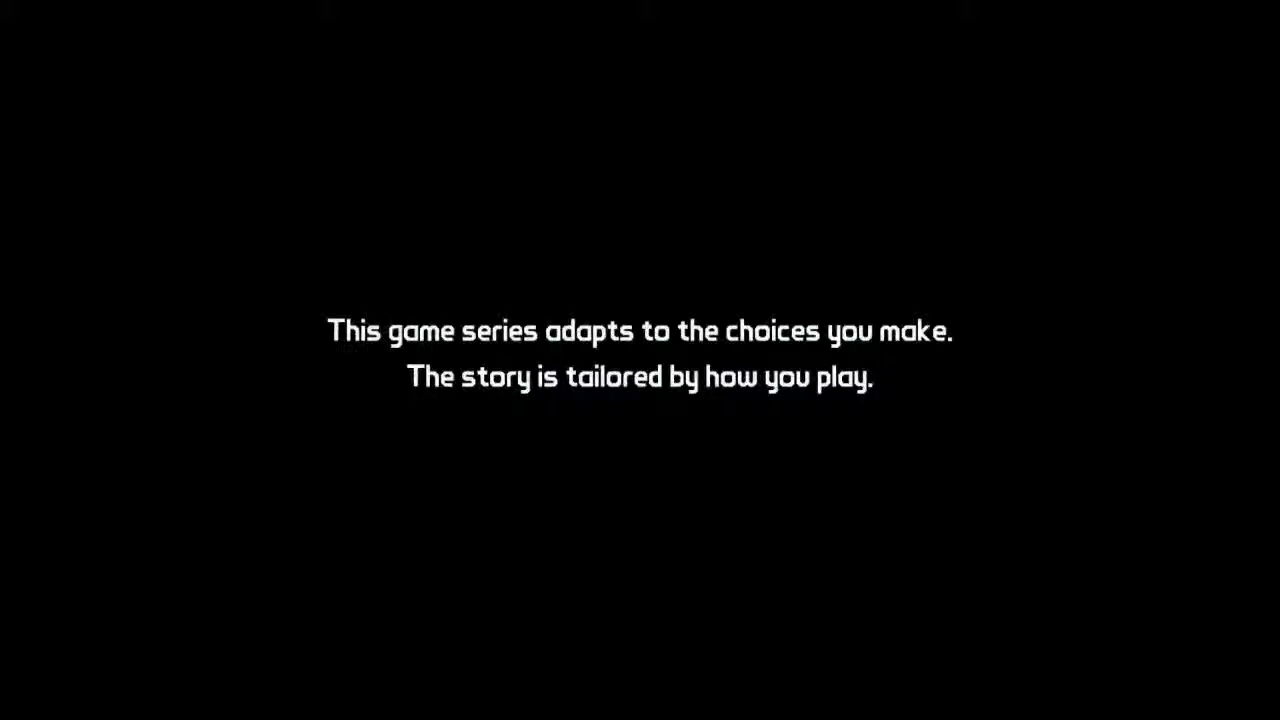 This game series adapts to the choices you make.
The story is tailored by how you play.